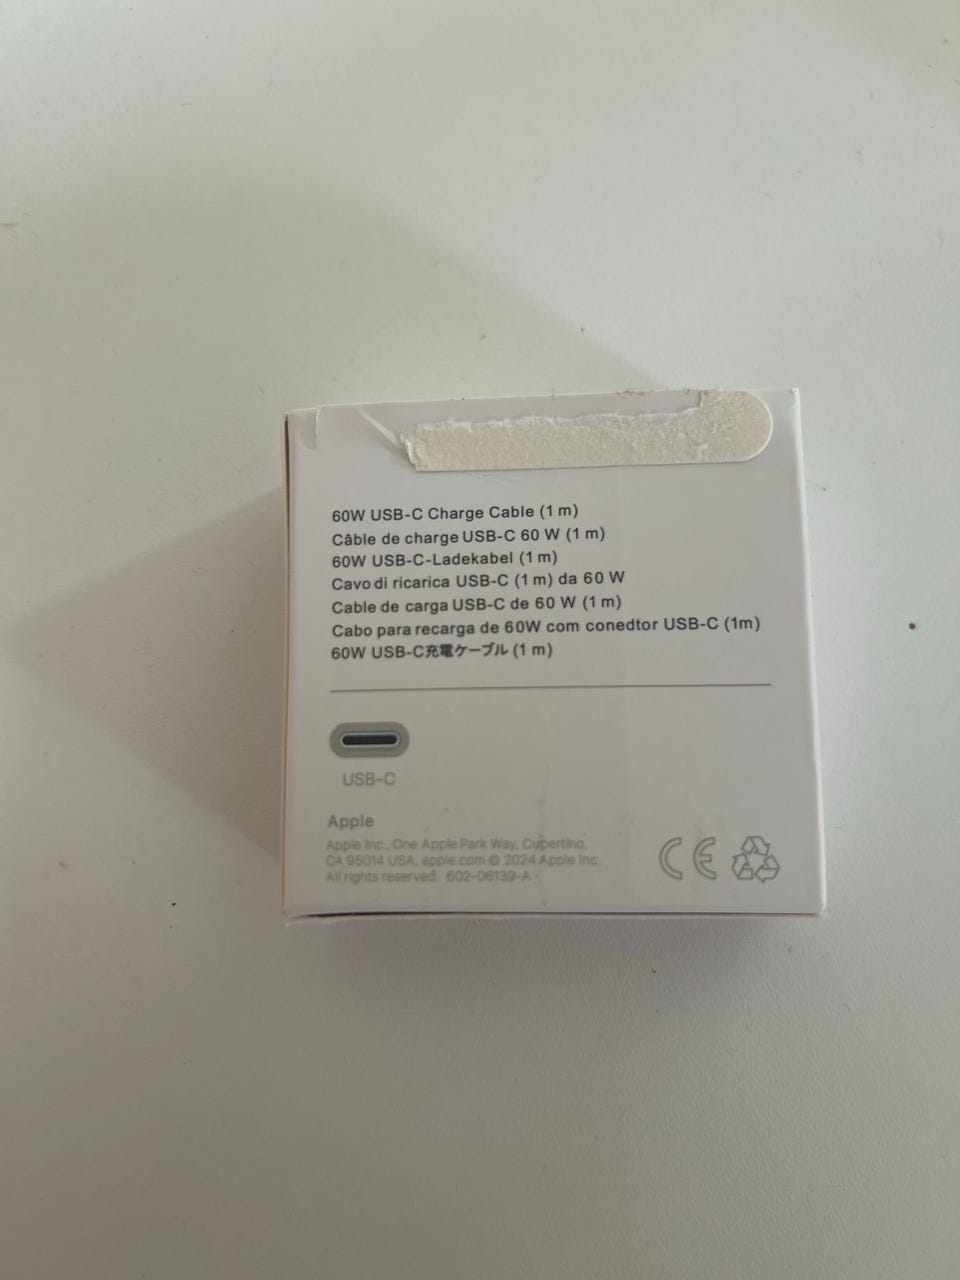 60W USB-C Charge Cable (1 m)
Câble de charge USB-C 60 W (1 m)
60W USB-C-Ladekabel (1 m)
Cavo di ricarica USB-C (1 m) da 60 W
Cable de carga USB-C de 60 W (1 m)
Cabo para recarga de 60W com conedtor USB-C (1m)
60W USB-C充電ケーブル (1 m)
USB-C
Apple
Apple Inc., One Apple Park Way, Cupertino,
CA 95014 USA, apple.com © 2024 Apple Inc.
All rights reserved. 602-06139-A
CE